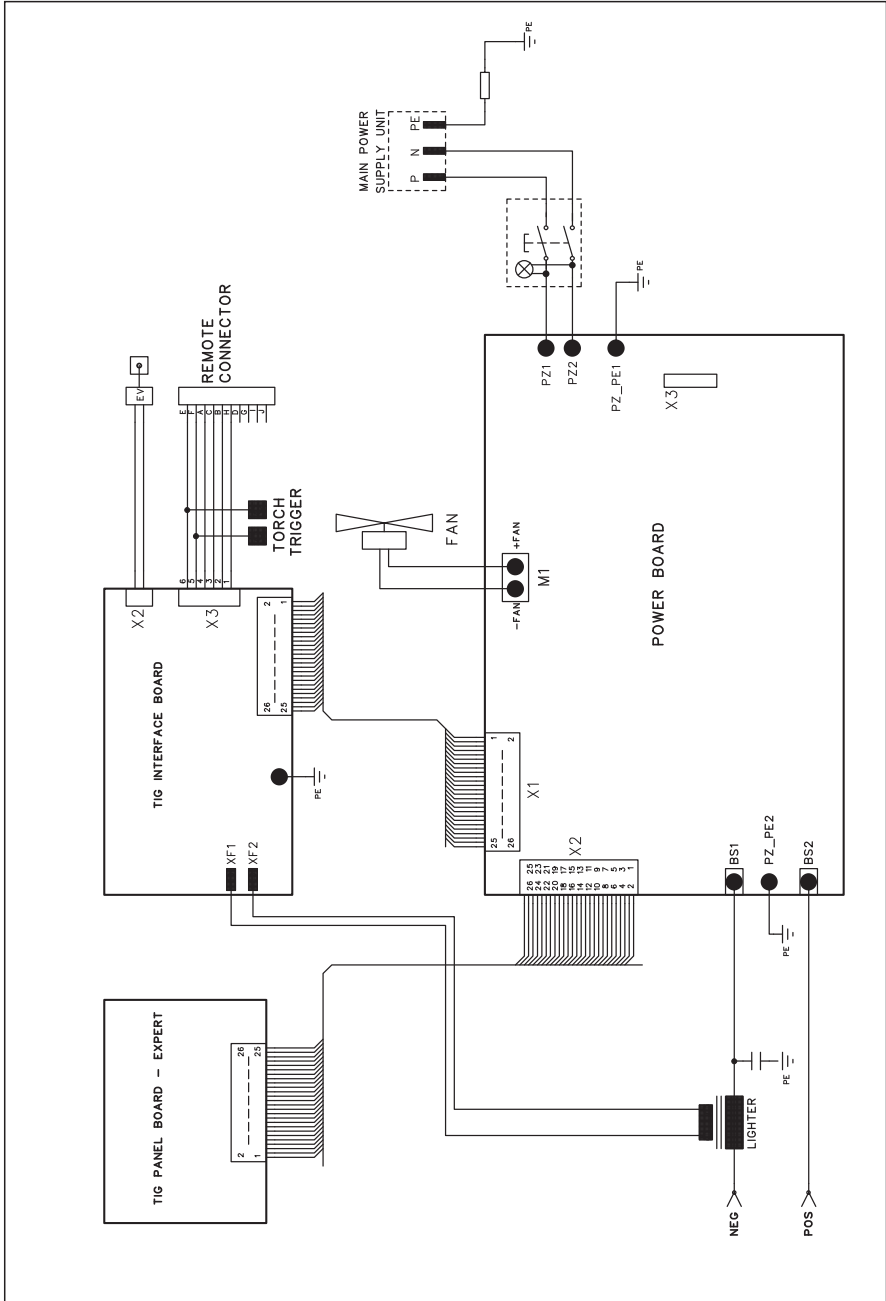 PE
MAIN POWER
SUPPLY UNIT
P
N
PE
EV
REMOTE
CONNECTOR
E
F
A
C
B
H
D
G
I
J
TORCH
TRIGGER
X2
X3
6
5
4
3
2
1
TIG INTERFACE BOARD
26
2
25
1
PE
XF1
XF2
FAN
-FAN
+FAN
M1
PZ1
PZ2
PZ_PE1
PE
X3
POWER BOARD
25
1
26
2
X1
X2
26 25
24 23
22 21
20 19
18 17
16 15
14 13
12 11
10 9
8 7
6 5
4 3
2 1
BS1
PZ_PE2
BS2
PE
TIG PANEL BOARD - EXPERT
2
26
1
25
PE
LIGHTER
NEG
POS